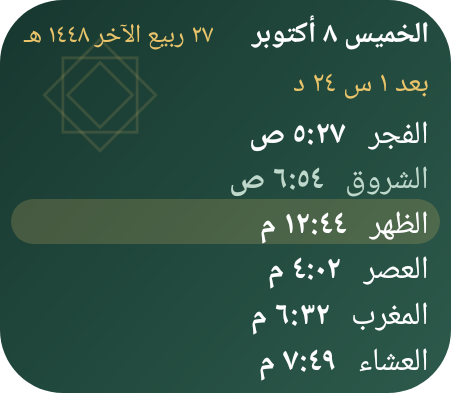 الخميس ٨ أكتوبر ٢٧ ربيع الآخر ١٤٤٨ هـ
بعد ١ س ٢٤ د
الفجر ٥:٢٧ ص
الشروق ٦:٥٤ ص
الظهر ١٢:٤٤ م
العصر ٤:٠٢ م
المغرب ٦:٣٢ م
العشاء ٧:٤٩ م